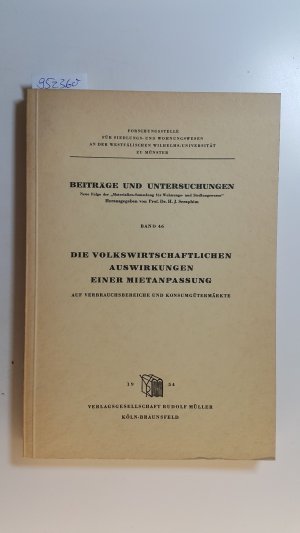 952360
FORSCHUNGSSTELLE
FÜR SIEDLUNGS- UND WOHNUNGSWESEN
AN DER WESTFÄLISCHEN WILHELMS-UNIVERSITÄT
ZU MÜNSTER
BEITRÄGE UND UNTERSUCHUNGEN
Neue Folge der „Materialien-Sammlung für Wohnungs- und Siedlungswesen“
Herausgegeben von Prof. Dr. H. J. Seraphim
BAND 46
DIE VOLKSWIRTSCHAFTLICHEN
AUSWIRKUNGEN
EINER MIETANPASSUNG
AUF VERBRAUCHSBEREICHE UND KONSUMGÜTERMÄRKTE
19 54
VERLAGSGESELLSCHAFT RUDOLF MÜLLER
KÖLN-BRAUNSFELD